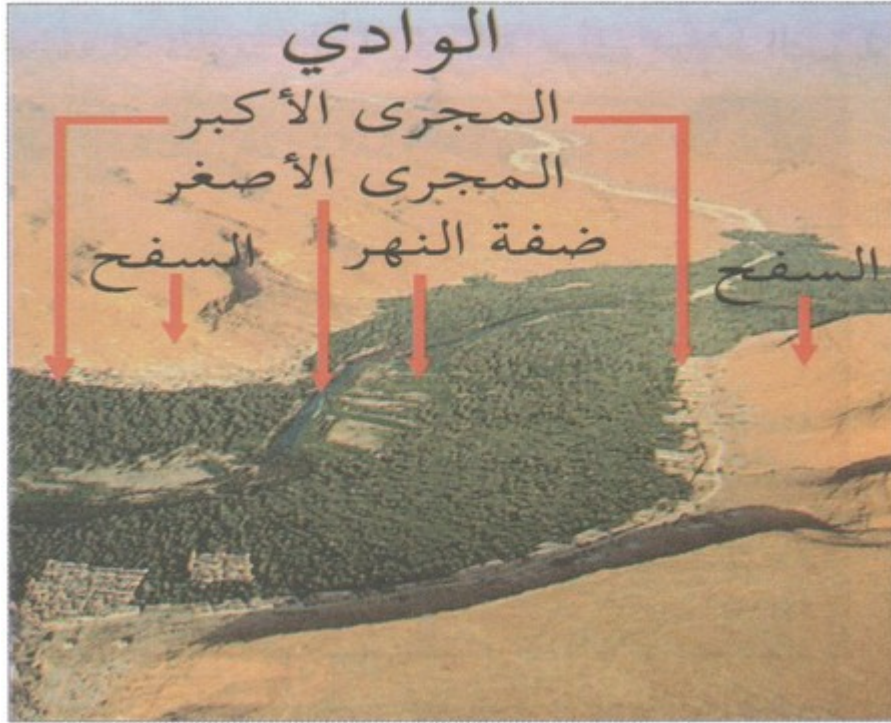 الوادي
المجرى الأكبر
المجرى الأصغر
ضفة النهر
السفح
السفح